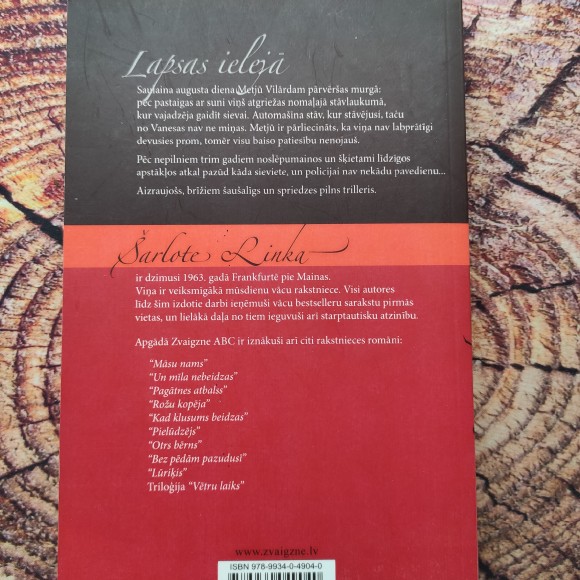 Lapsas ielejā
Saulaina augusta diena Metjū Vilārdam pārvēršas murgā:
pēc pastaigas ar suni viņš atgriežas nomaļajā stāvlaukumā,
kur vajadzēja gaidīt sievai. Automašīna stāv, kur stāvējusi, taču
no Vanesas nav ne miņas. Metjū ir pārliecināts, ka viņa nav labprātīgi
devusies prom, tomēr visu baiso patiesību nenojauš.
Pēc nepilniem trim gadiem noslēpumainos un šķietami līdzīgos
apstākļos atkal pazūd kāda sieviete, un policijai nav nekādu pavedienu...
Aizraujošs, brīžiem šaušalīgs un spriedzes pilns trilleris.
Šarlote Linka
ir dzimusi 1963. gadā Frankfurtē pie Mainas.
Viņa ir veiksmīgākā mūsdienu vācu rakstniece. Visi autores
līdz šim izdotie darbi ieņēmuši vācu bestselleru sarakstu pirmās
vietas, un lielākā daļa no tiem ieguvuši arī starptautisku atzinību.
Apgādā Zvaigzne ABC ir iznākuši arī citi rakstnieces romāni:
“Māsu nams”
“Un mīla nebeidzas”
“Pagātnes atbalss”
“Rožu kopēja”
“Kad klusums beidzas”
“Pielūdzējs”
“Otrs bērns”
“Bez pēdām pazuduši”
“Lūriķis”
Triloģija “Vētru laiks”
www.zvaigzne.lv
ISBN 978-9934-0-4904-0